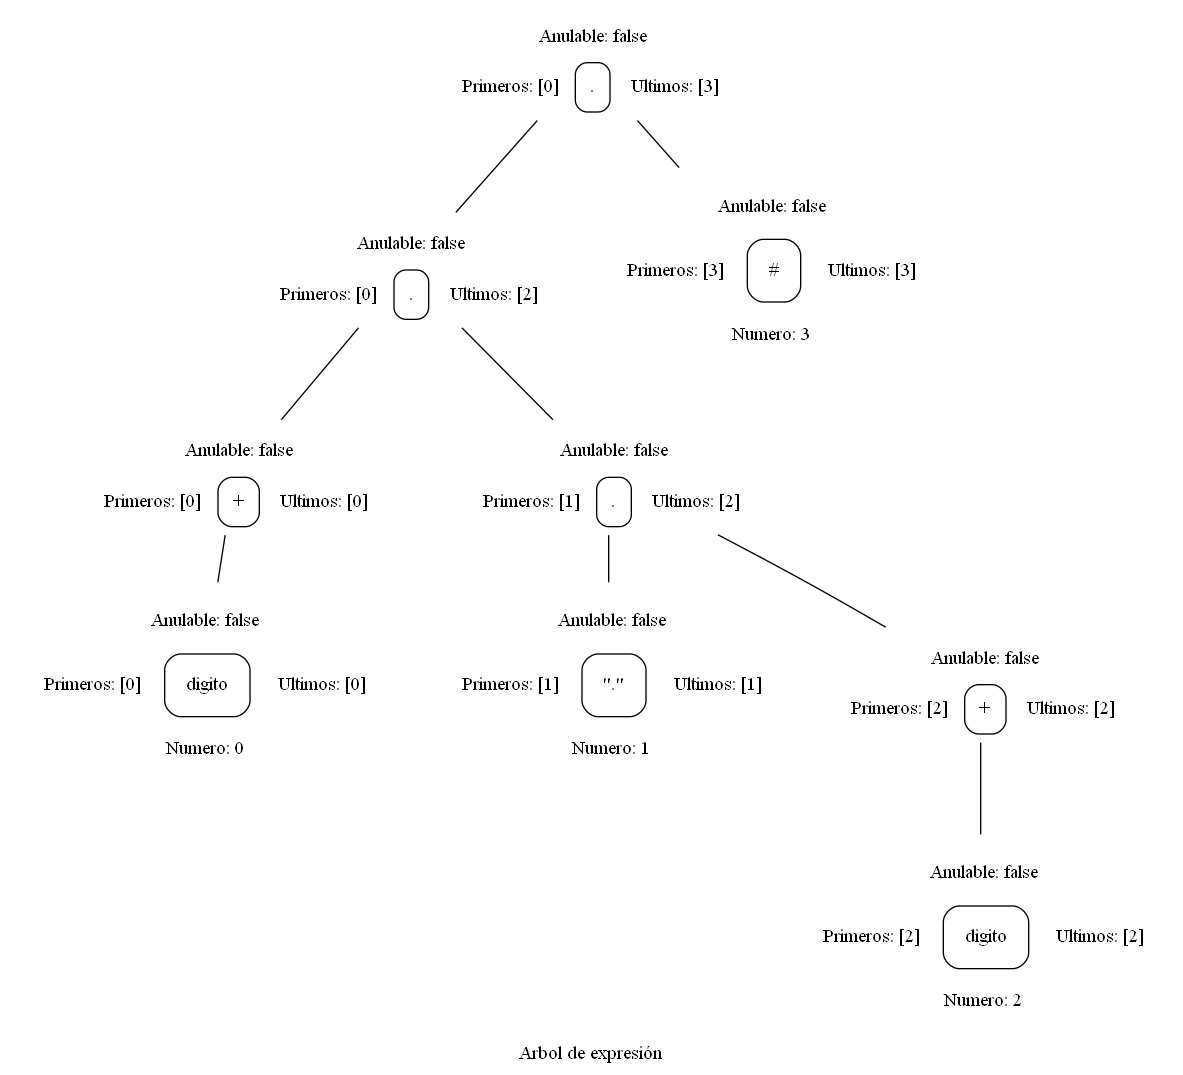 Anulable: false
Primeros: [0] . Ultimos: [3]
Anulable: false
Primeros: [3] # Ultimos: [3]
Numero: 3
Anulable: false
Primeros: [0] . Ultimos: [2]
Anulable: false
Primeros: [0] + Ultimos: [0]
Anulable: false
Primeros: [1] . Ultimos: [2]
Anulable: false
Primeros: [0] digito Ultimos: [0]
Numero: 0
Anulable: false
Primeros: [1] "." Ultimos: [1]
Numero: 1
Anulable: false
Primeros: [2] + Ultimos: [2]
Anulable: false
Primeros: [2] digito Ultimos: [2]
Numero: 2
Arbol de expresión